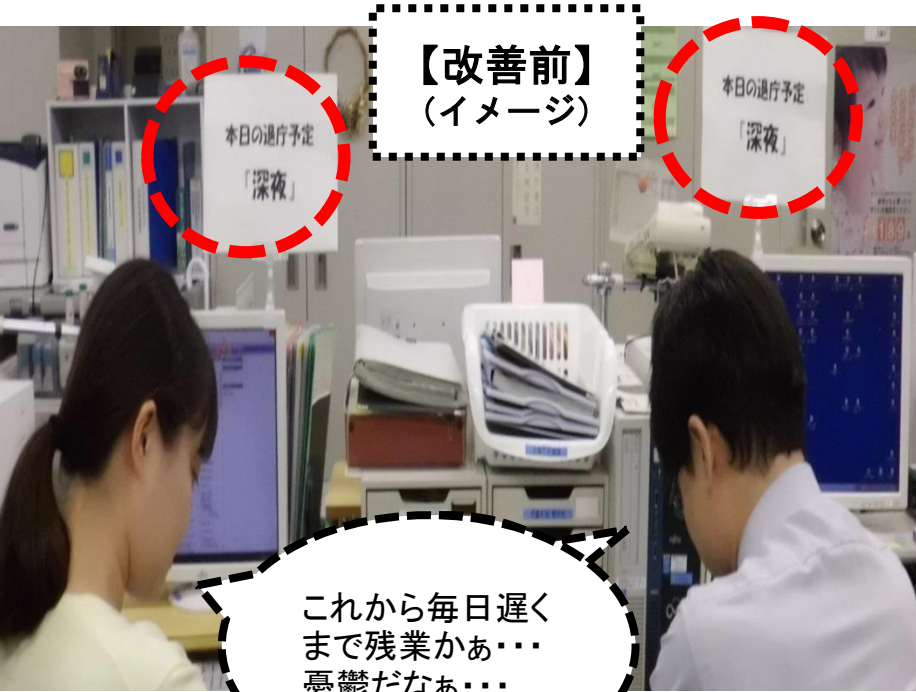 【改善前】
（イメージ）
本日の退庁予定
「深夜」
本日の退庁予定
「深夜」
189
これから毎日遅く
まで残業かぁ・・・
憂鬱だなぁ・・・